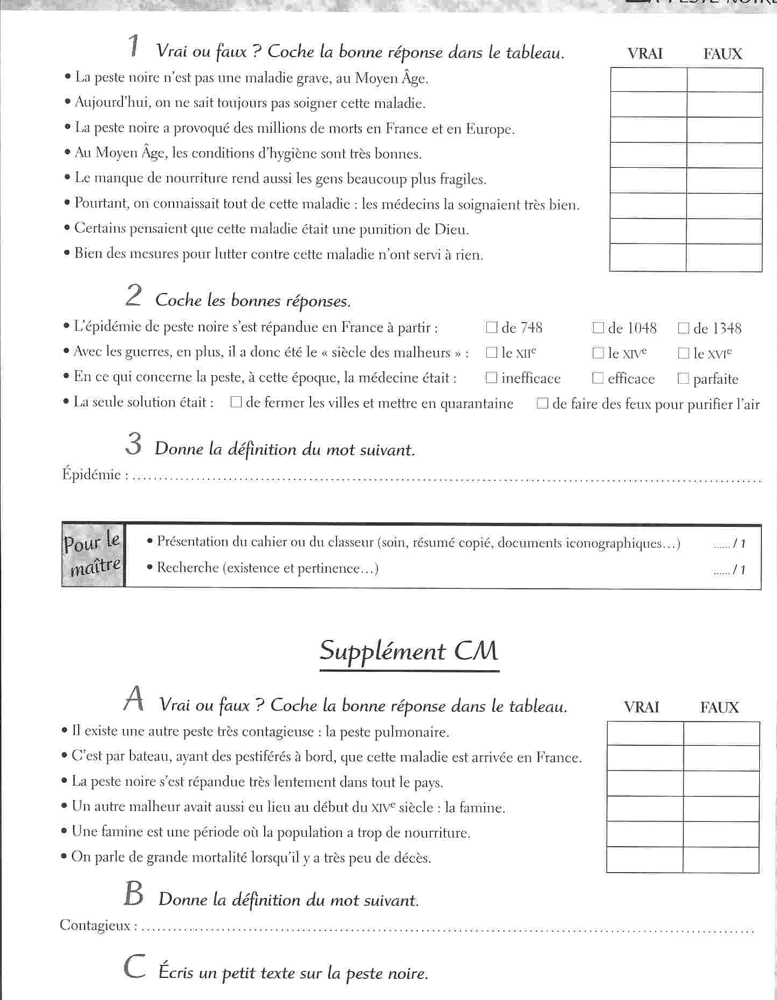 LA PESTE NOIRE
1 Vrai ou faux ? Coche la bonne réponse dans le tableau. VRAI FAUX
• La peste noire n'est pas une maladie grave, au Moyen Âge.
• Aujourd'hui, on ne sait toujours pas soigner cette maladie.
• La peste noire a provoqué des millions de morts en France et en Europe.
• Au Moyen Âge, les conditions d'hygiène sont très bonnes.
• Le manque de nourriture rend aussi les gens beaucoup plus fragiles.
• Pourtant, on connaissait tout de cette maladie : les médecins la soignaient très bien.
• Certains pensaient que cette maladie était une punition de Dieu.
• Bien des mesures pour lutter contre cette maladie n'ont servi à rien.
2 Coche les bonnes réponses.
• L'épidémie de peste noire s'est répandue en France à partir : ☐ de 748 ☐ de 1048 ☐ de 1348
• Avec les guerres, en plus, il a donc été le « siècle des malheurs » : ☐ le XIIe ☐ le XIVe ☐ le XVIe
• En ce qui concerne la peste, à cette époque, la médecine était : ☐ inefficace ☐ efficace ☐ parfaite
• La seule solution était : ☐ de fermer les villes et mettre en quarantaine ☐ de faire des feux pour purifier l'air
3 Donne la définition du mot suivant.
Épidémie : ..........
Pour le maître
• Présentation du cahier ou du classeur (soin, résumé copié, documents iconographiques...) ...... / 1
• Recherche (existence et pertinence...) ...... / 1
Supplément CM
A Vrai ou faux ? Coche la bonne réponse dans le tableau. VRAI FAUX
• Il existe une autre peste très contagieuse : la peste pulmonaire.
• C'est par bateau, ayant des pestiférés à bord, que cette maladie est arrivée en France.
• La peste noire s'est répandue très lentement dans tout le pays.
• Un autre malheur avait aussi eu lieu au début du XIVe siècle : la famine.
• Une famine est une période où la population a trop de nourriture.
• On parle de grande mortalité lorsqu'il y a très peu de décès.
B Donne la définition du mot suivant.
Contagieux : ..........
C Écris un petit texte sur la peste noire.